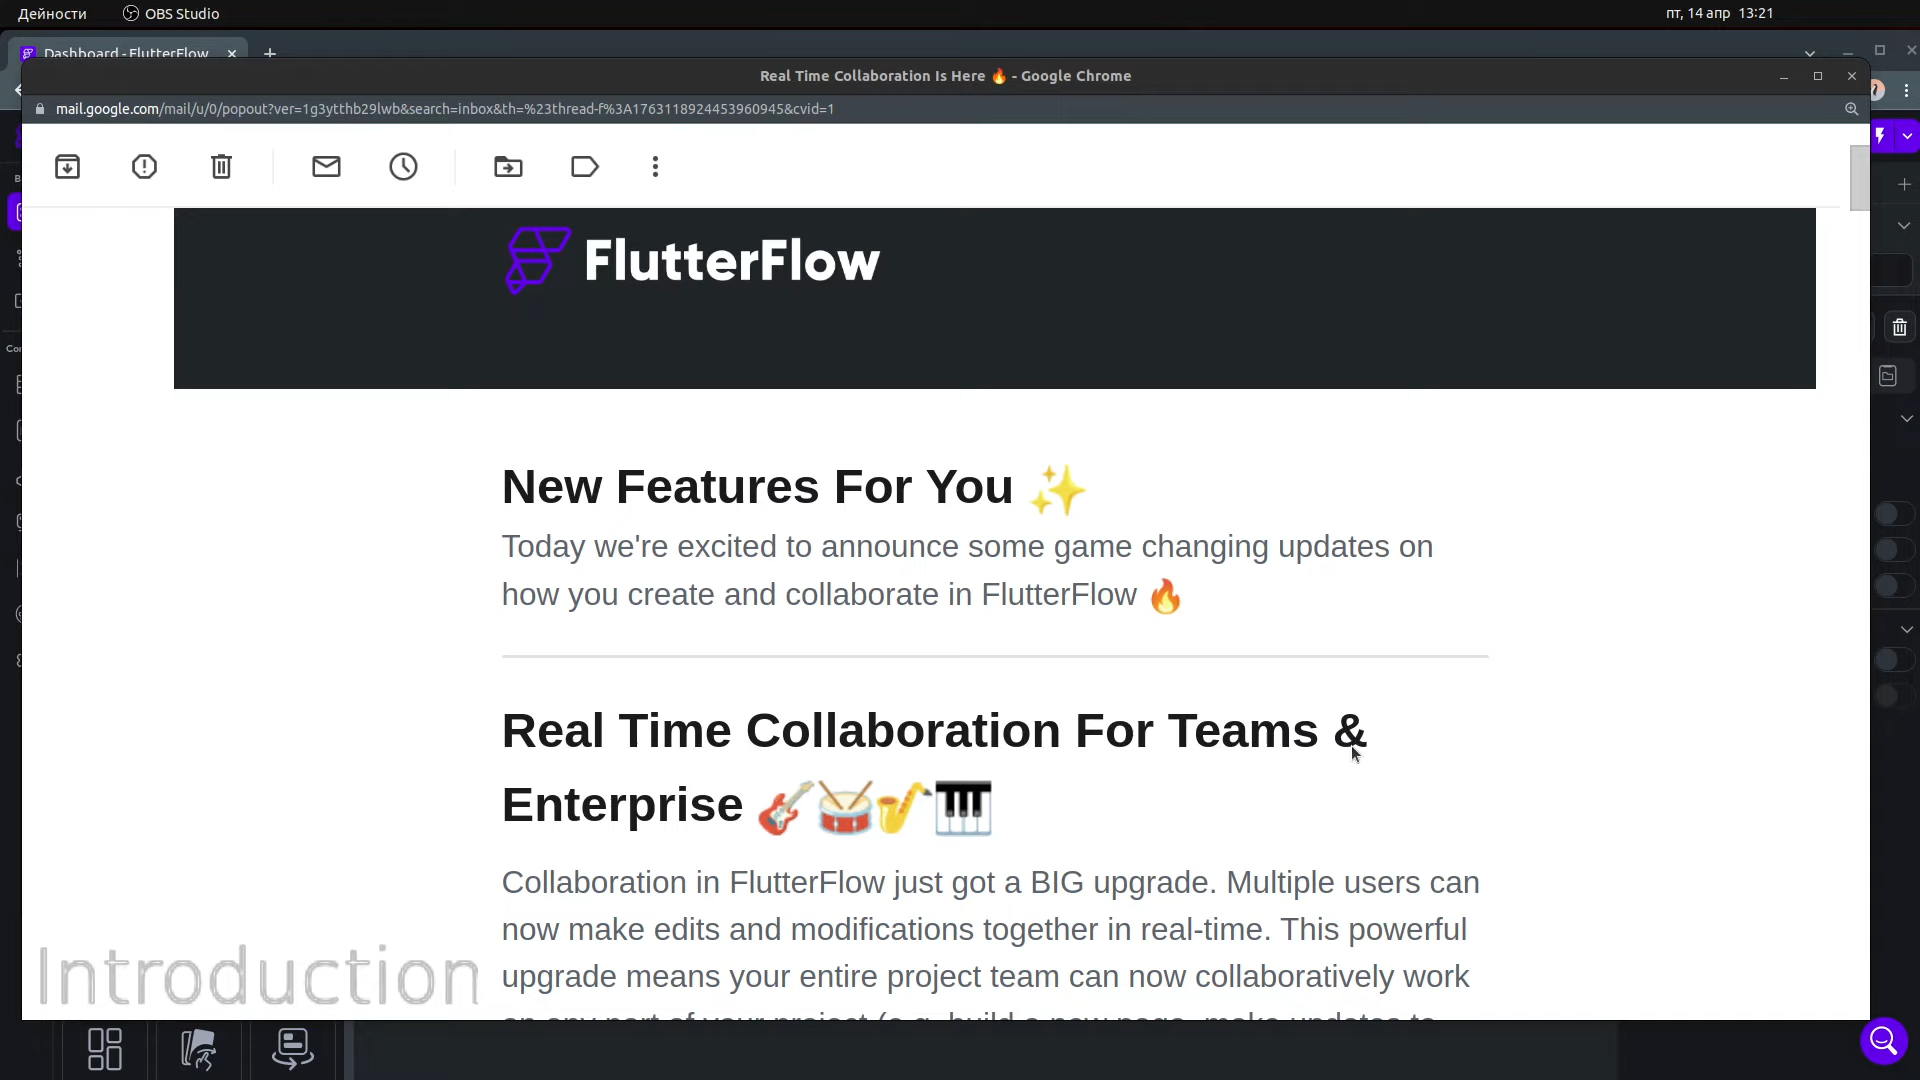 Дейности OBS Studio пт, 14 апр 13:21
Dashboard - FlutterFlow
Real Time Collaboration Is Here 🔥 - Google Chrome
mail.google.com/mail/u/0/popout?ver=1g3ytthb29lwb&search=inbox&th=%23thread-f%3A1763118924453960945&cvid=1
FlutterFlow
New Features For You ✨
Today we're excited to announce some game changing updates on
how you create and collaborate in FlutterFlow 🔥
Real Time Collaboration For Teams &
Enterprise 🎸🥁🎷🎹
Collaboration in FlutterFlow just got a BIG upgrade. Multiple users can
now make edits and modifications together in real-time. This powerful
upgrade means your entire project team can now collaboratively work
Introduction